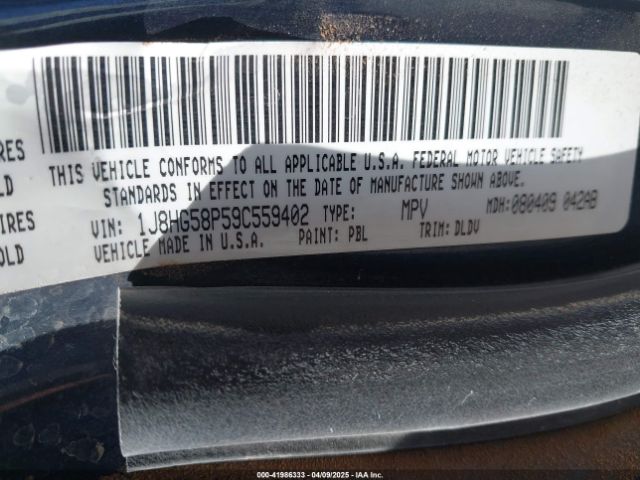 THIS VEHICLE CONFORMS TO ALL APPLICABLE U.S.A. FEDERAL MOTOR VEHICLE SAFETY
STANDARDS IN EFFECT ON THE DATE OF MANUFACTURE SHOWN ABOVE.
VIN: 1J8HG58P59C559402 TYPE: MPV MDH: 080409 042AB
VEHICLE MADE IN U.S.A. PAINT: PBL TRIM: DLDV
IRES
LD
IRES
OLD
000-41986333 - 04/09/2025 - IAA Inc.